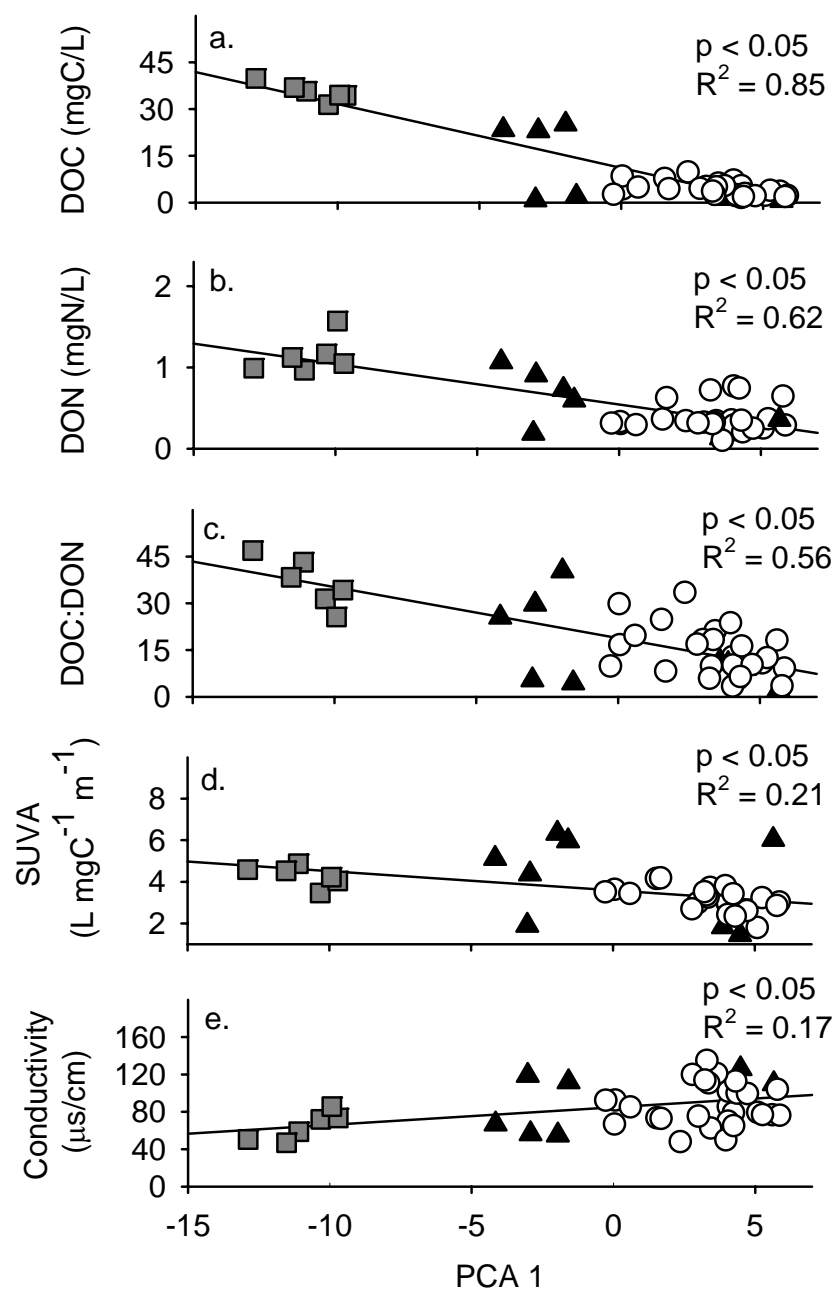 a.
p < 0.05
R² = 0.85
DOC (mgC/L)
45
30
15
0
b.
p < 0.05
R² = 0.62
DON (mgN/L)
2
1
0
c.
p < 0.05
R² = 0.56
DOC:DON
45
30
15
0
d.
p < 0.05
R² = 0.21
SUVA
(L mgC⁻¹ m⁻¹)
8
6
4
2
e.
p < 0.05
R² = 0.17
Conductivity
(μs/cm)
160
120
80
40
0
-15 -10 -5 0 5
PCA 1